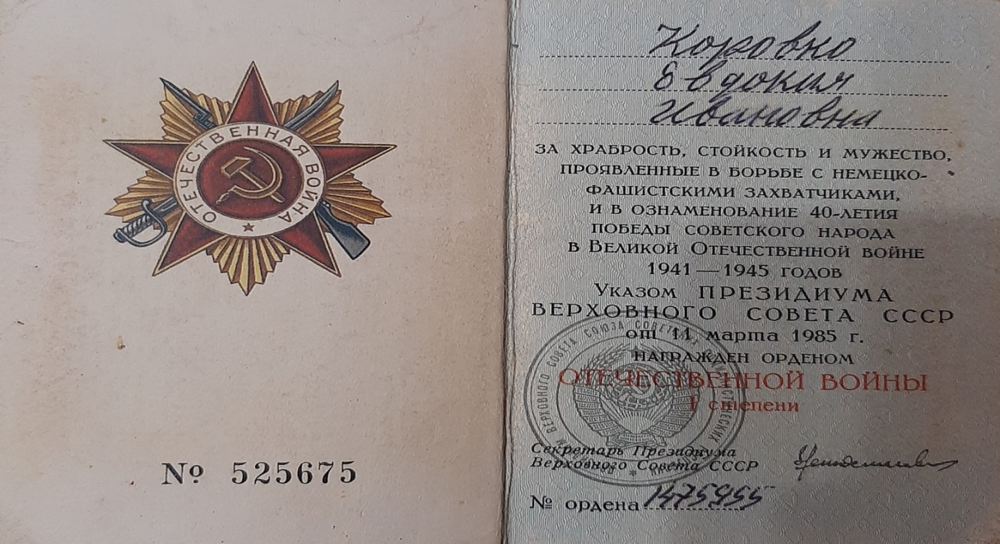 ОТЕЧЕСТВЕННАЯ ВОЙНА
№ 525675
Коровко
Евдокия
Ивановна
ЗА ХРАБРОСТЬ, СТОЙКОСТЬ И МУЖЕСТВО,
ПРОЯВЛЕННЫЕ В БОРЬБЕ С НЕМЕЦКО-
ФАШИСТСКИМИ ЗАХВАТЧИКАМИ,
И В ОЗНАМЕНОВАНИЕ 40-ЛЕТИЯ
ПОБЕДЫ СОВЕТСКОГО НАРОДА
В ВЕЛИКОЙ ОТЕЧЕСТВЕННОЙ ВОЙНЕ
1941—1945 ГОДОВ
УКАЗОМ ПРЕЗИДИУМА
ВЕРХОВНОГО СОВЕТА СССР
от 11 марта 1985 г.
НАГРАЖДЕН ОРДЕНОМ
ОТЕЧЕСТВЕННОЙ ВОЙНЫ
I степени
Секретарь Президиума
Верховного Совета СССР
№ ордена 1475955